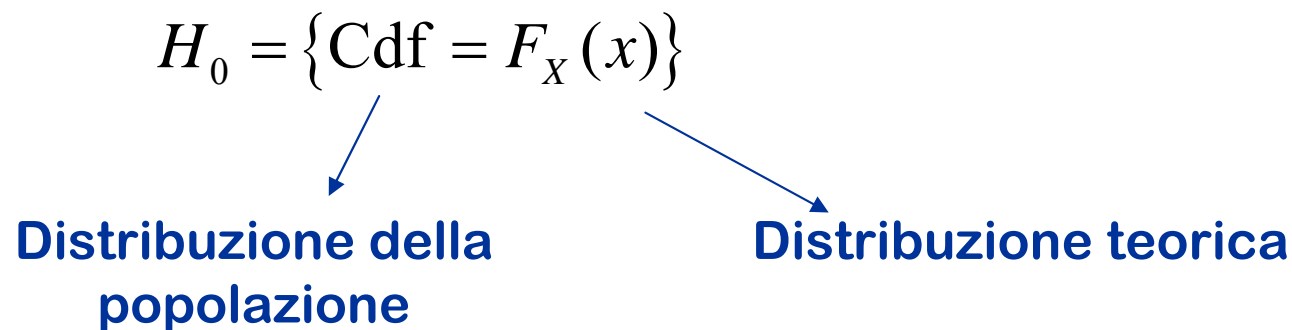 H₀ = {Cdf = F_X(x)}
Distribuzione della
popolazione
Distribuzione teorica